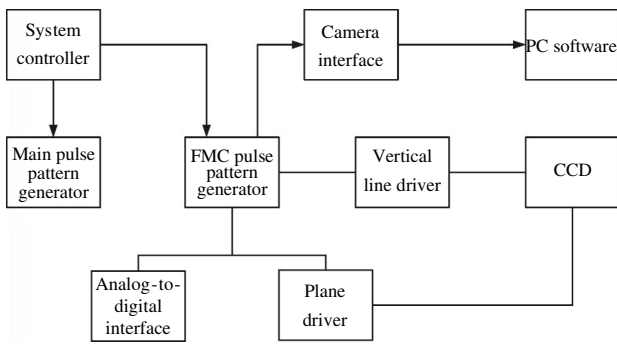 System
controller
Camera
interface
PC software
Main pulse
pattern
generator
FMC pulse
pattern
generator
Vertical
line driver
CCD
Analog-to-
digital
interface
Plane
driver